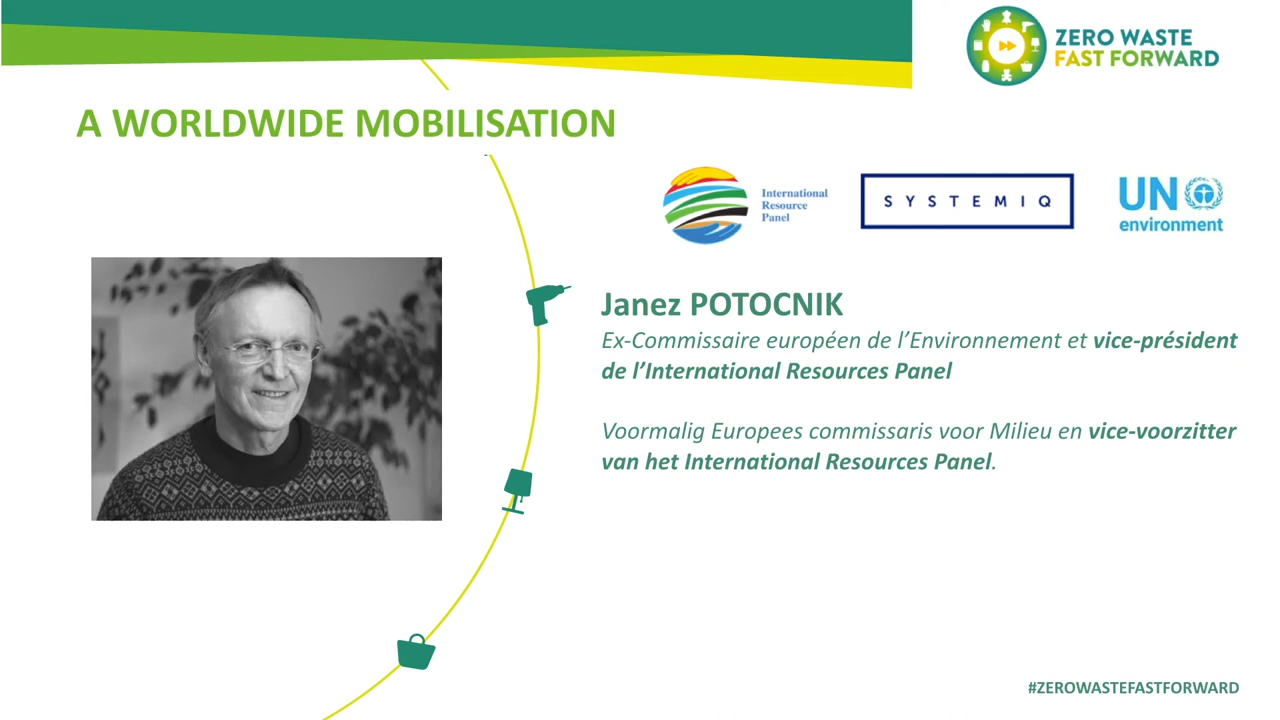 ZERO WASTE
FAST FORWARD
A WORLDWIDE MOBILISATION
International
Resource
Panel
SYSTEMIQ
UN
environment
Janez POTOCNIK
Ex-Commissaire européen de l’Environnement et vice-président
de l’International Resources Panel
Voormalig Europees commissaris voor Milieu en vice-voorzitter
van het International Resources Panel.
#ZEROWASTEFASTFORWARD